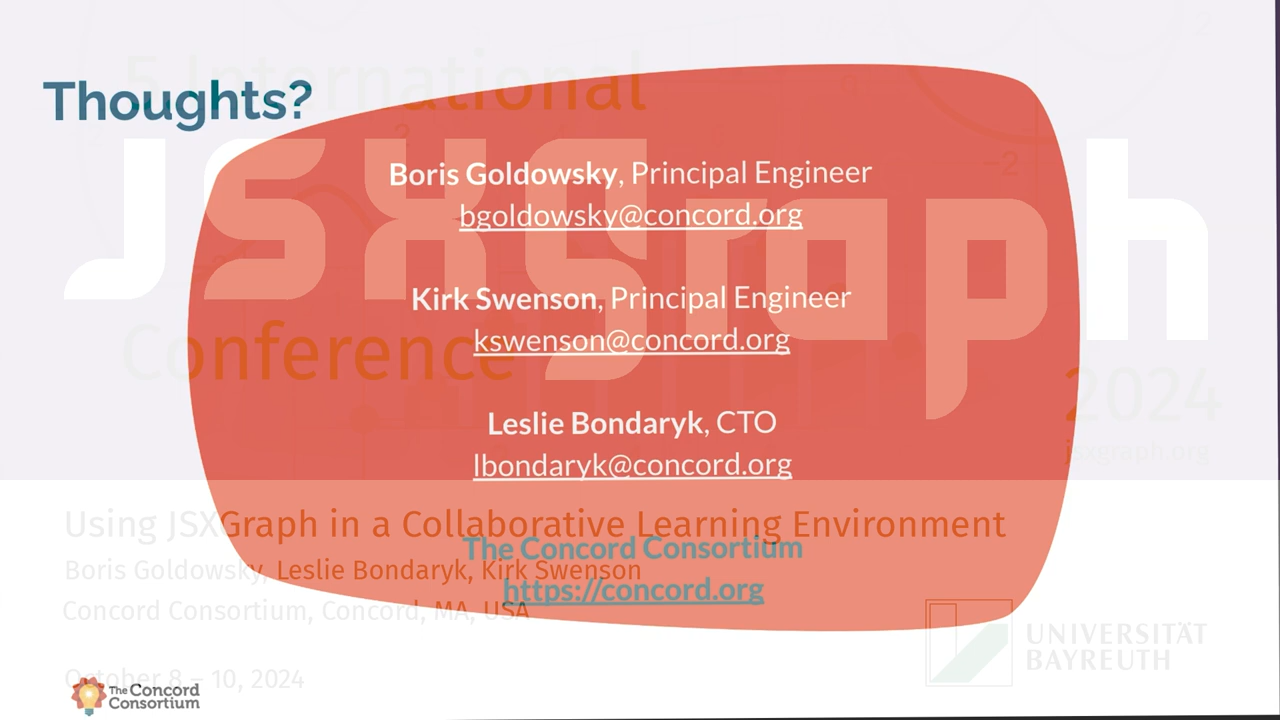 Thoughts?
5 International
JSXGraph
Conference
2024
jsxgraph.org
Boris Goldowsky, Principal Engineer
bgoldowsky@concord.org
Kirk Swenson, Principal Engineer
kswenson@concord.org
Leslie Bondaryk, CTO
lbondaryk@concord.org
The Concord Consortium
https://concord.org
Using JSXGraph in a Collaborative Learning Environment
Boris Goldowsky, Leslie Bondaryk, Kirk Swenson
Concord Consortium, Concord, MA, USA
October 8 – 10, 2024
The Concord
Consortium
UNIVERSITÄT
BAYREUTH